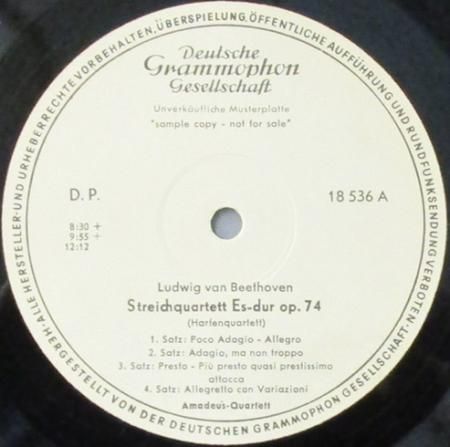 ALLE HERSTELLER- UND URHEBERRECHTE VORBEHALTEN, ÜBERSPIELUNG, ÖFFENTLICHE AUFFÜHRUNG UND RUNDFUNKSENDUNG VERBOTEN.
Deutsche
Grammophon
Gesellschaft
Unverkäufliche Musterplatte
"sample copy - not for sale"
D. P.
18 536 A
8:30 +
9:55 +
12:12
Ludwig van Beethoven
Streichquartett Es-dur op. 74
(Harfenquartett)
1. Satz: Poco Adagio - Allegro
2. Satz: Adagio, ma non troppo
3. Satz: Presto - Più presto quasi prestissimo
attacca
4. Satz: Allegretto con Variazioni
Amadeus-Quartett
HERGESTELLT VON DER DEUTSCHEN GRAMMOPHON GESELLSCHAFT ·